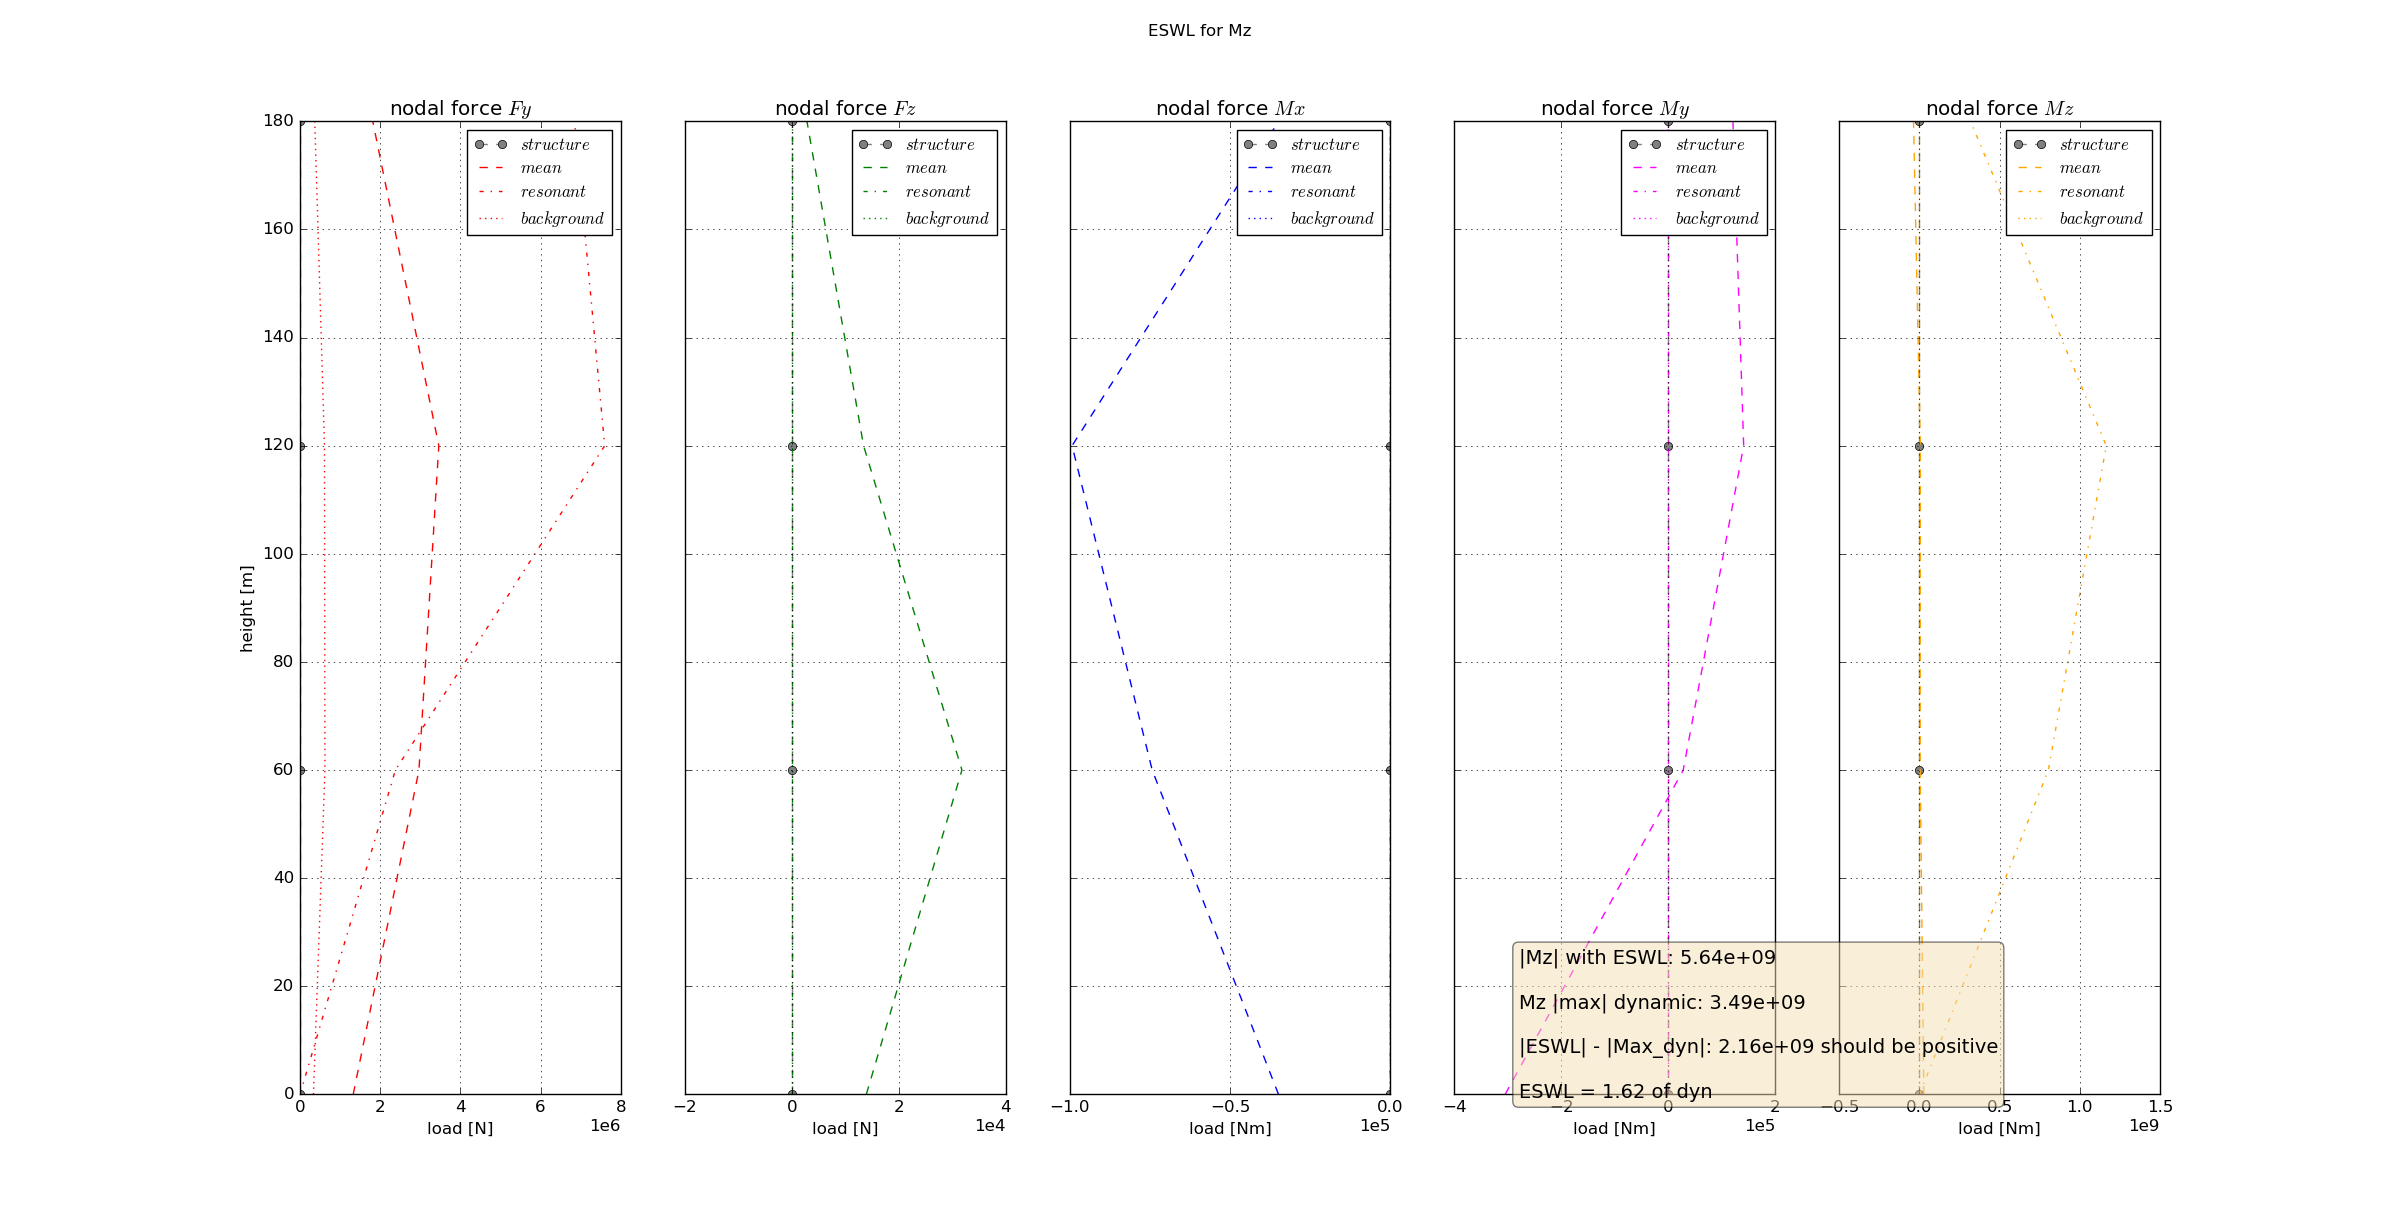 ESWL for Mz
nodal force Fy
nodal force Fz
nodal force Mx
nodal force My
nodal force Mz
structure
mean
resonant
background
structure
mean
resonant
background
structure
mean
resonant
background
structure
mean
resonant
background
structure
mean
resonant
background
height [m]
180
160
140
120
100
80
60
40
20
0
0 2 4 6 8
1e6
load [N]
−2 0 2 4
1e4
load [N]
−1.0 −0.5 0.0
1e5
load [Nm]
−4 −2 0 2
1e5
load [Nm]
−0.5 0.0 0.5 1.0 1.5
1e9
load [Nm]
|Mz| with ESWL: 5.64e+09
Mz |max| dynamic: 3.49e+09
|ESWL| - |Max_dyn|: 2.16e+09 should be positive
ESWL = 1.62 of dyn